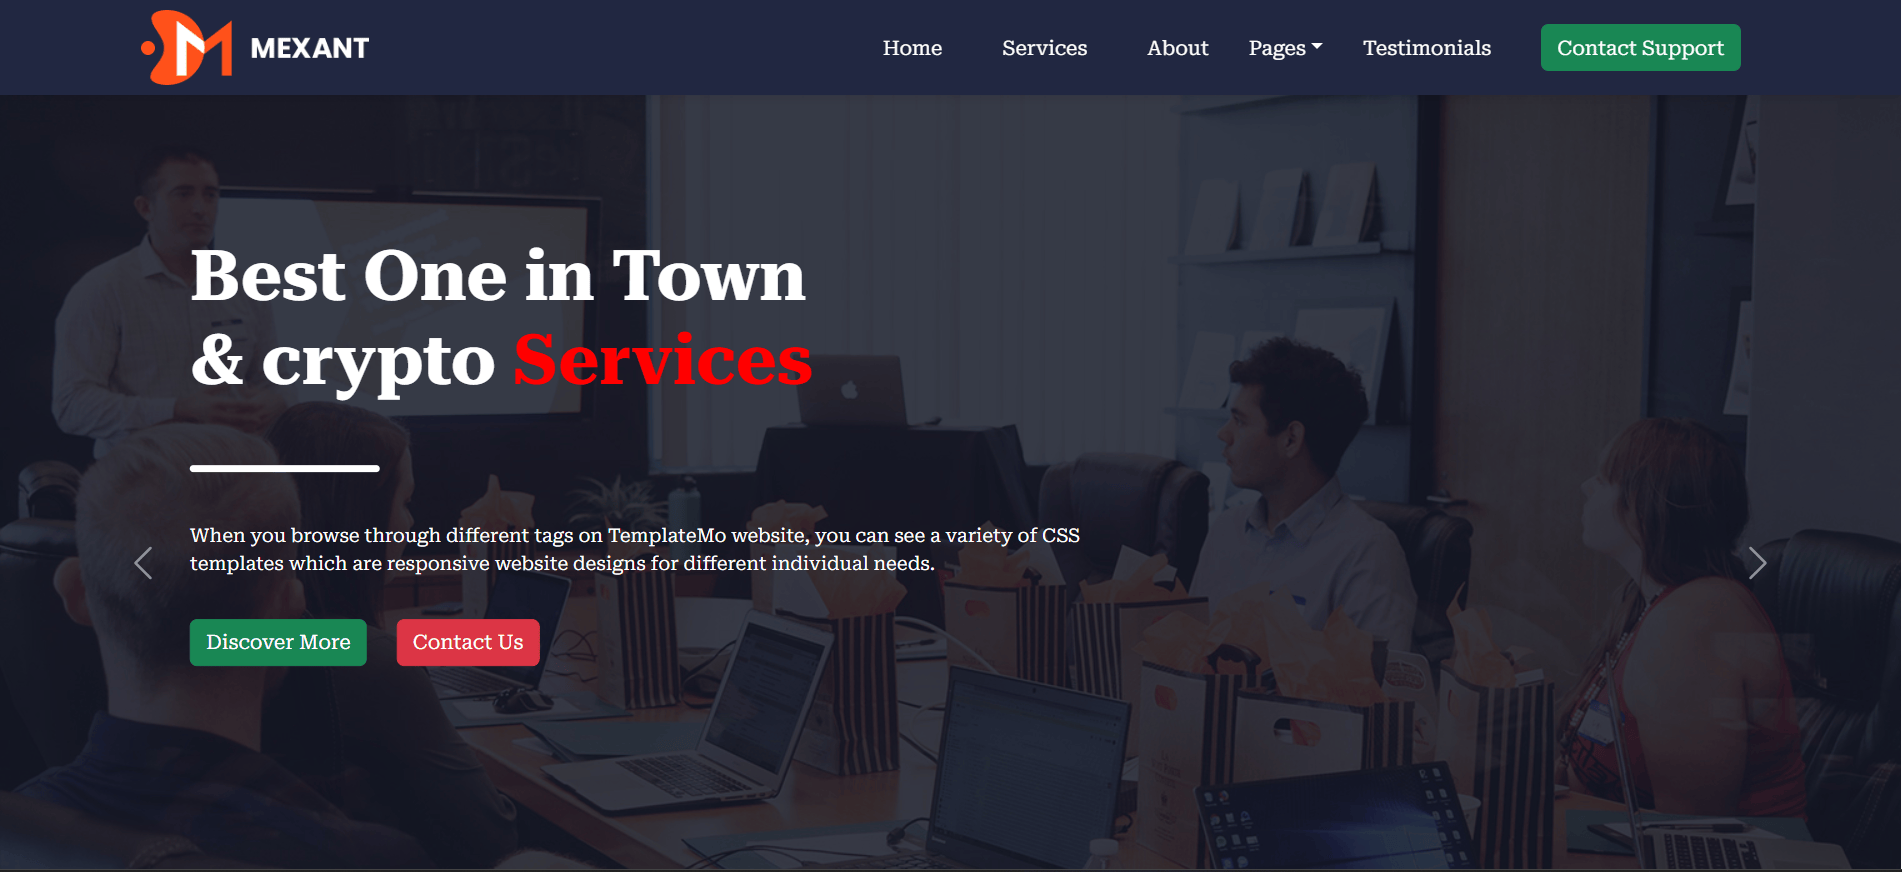 MEXANT
Home Services About Pages Testimonials Contact Support
Best One in Town
& crypto Services
When you browse through different tags on TemplateMo website, you can see a variety of CSS
templates which are responsive website designs for different individual needs.
Discover More Contact Us